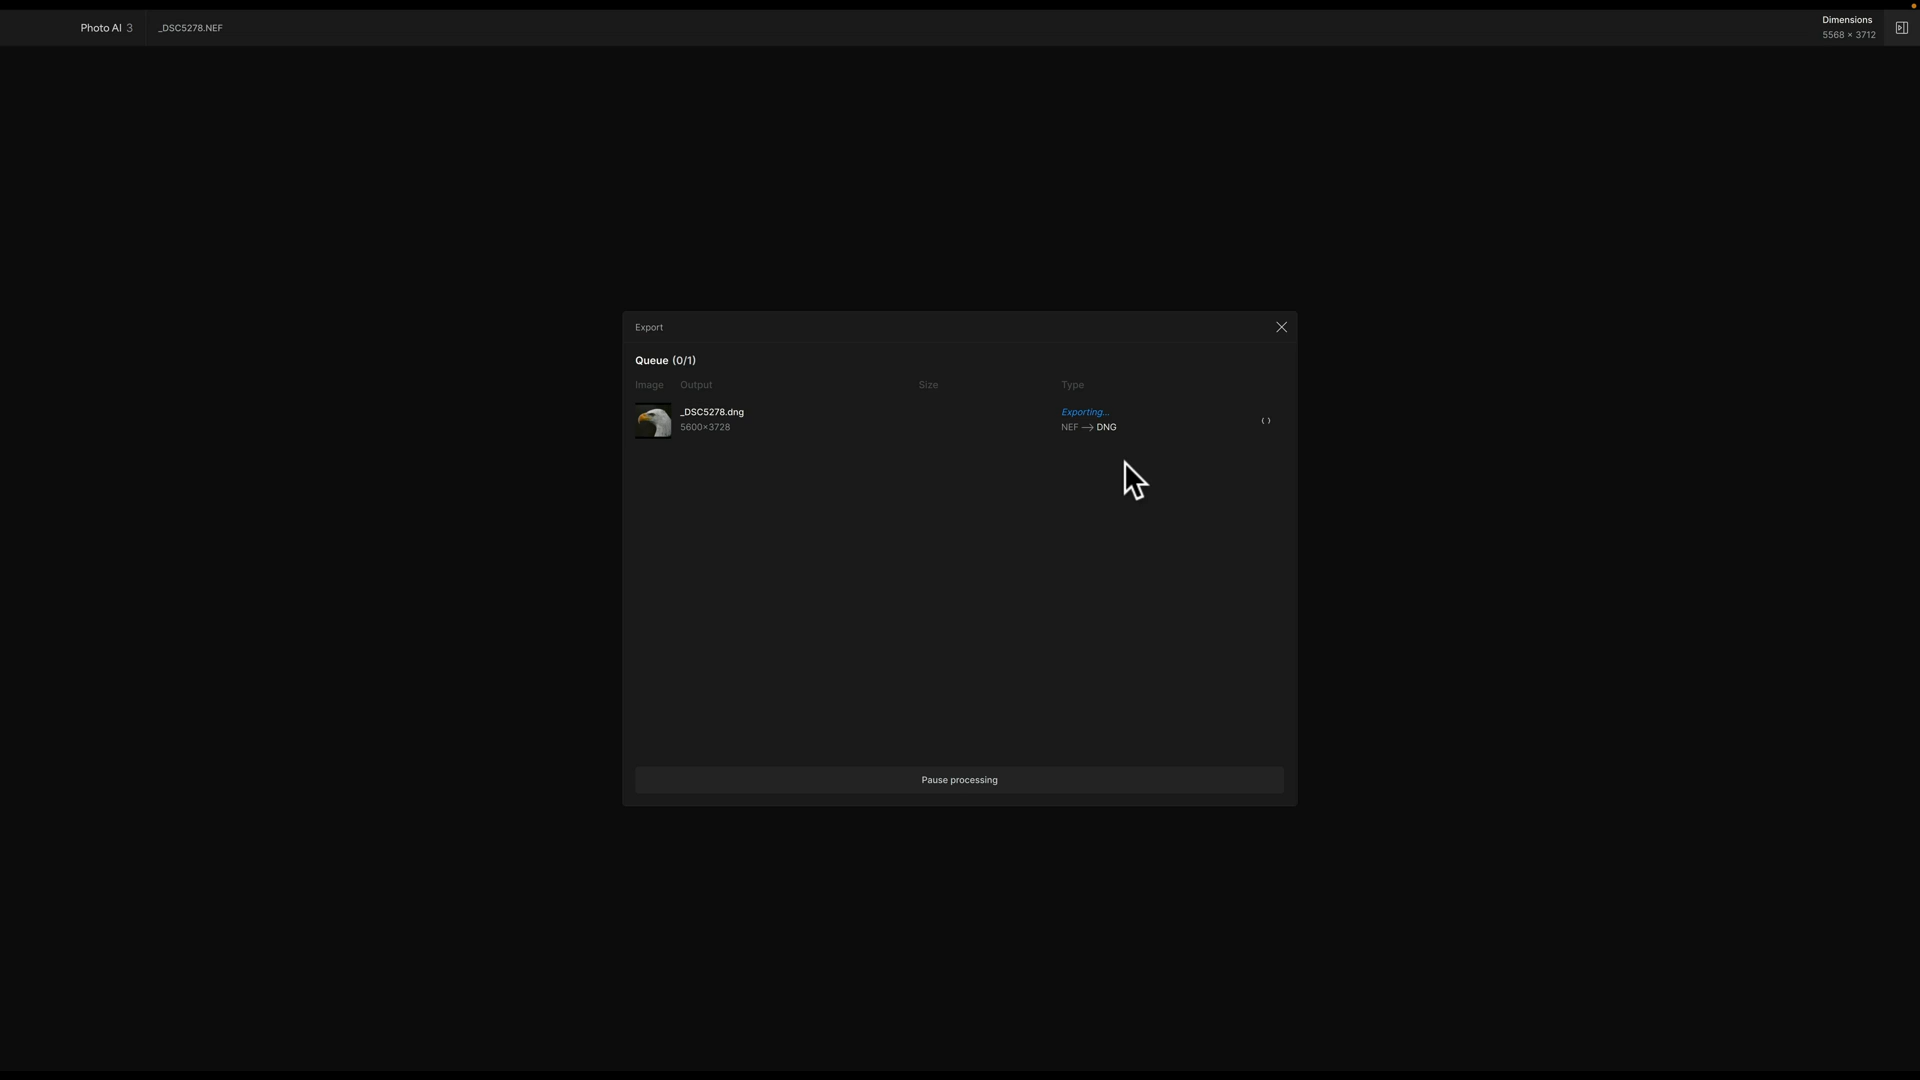 Photo AI 3
_DSC5278.NEF
Dimensions
5568 × 3712
Export
Queue (0/1)
Image Output Size Type
_DSC5278.dng Exporting...
5600×3728 NEF → DNG
Pause processing